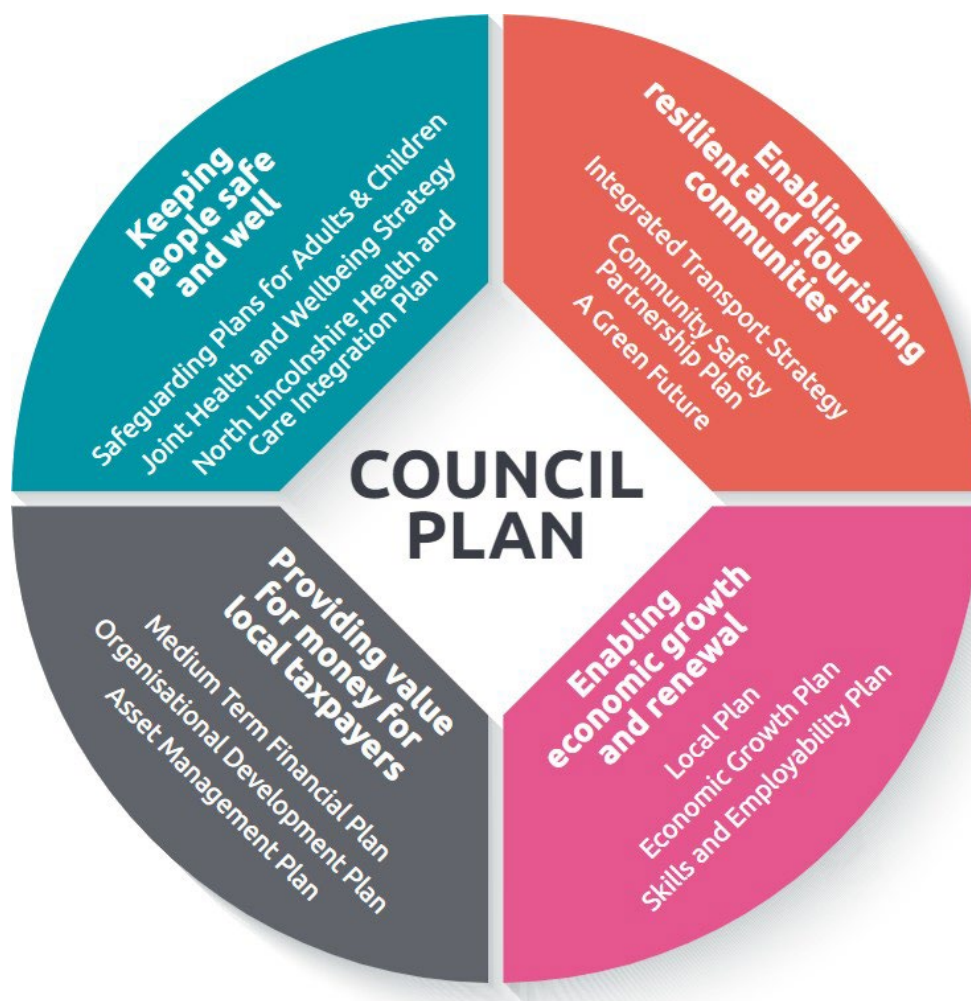 Keeping
people safe
and well
Safeguarding Plans for Adults & Children
Joint Health and Wellbeing Strategy
North Lincolnshire Health and
Care Integration Plan
Enabling
resilient and flourishing
communities
Integrated Transport Strategy
Community Safety
Partnership Plan
A Green Future
COUNCIL
PLAN
Providing value
for money for
local taxpayers
Medium Term Financial Plan
Organisational Development Plan
Asset Management Plan
Enabling
economic growth
and renewal
Local Plan
Economic Growth Plan
Skills and Employability Plan